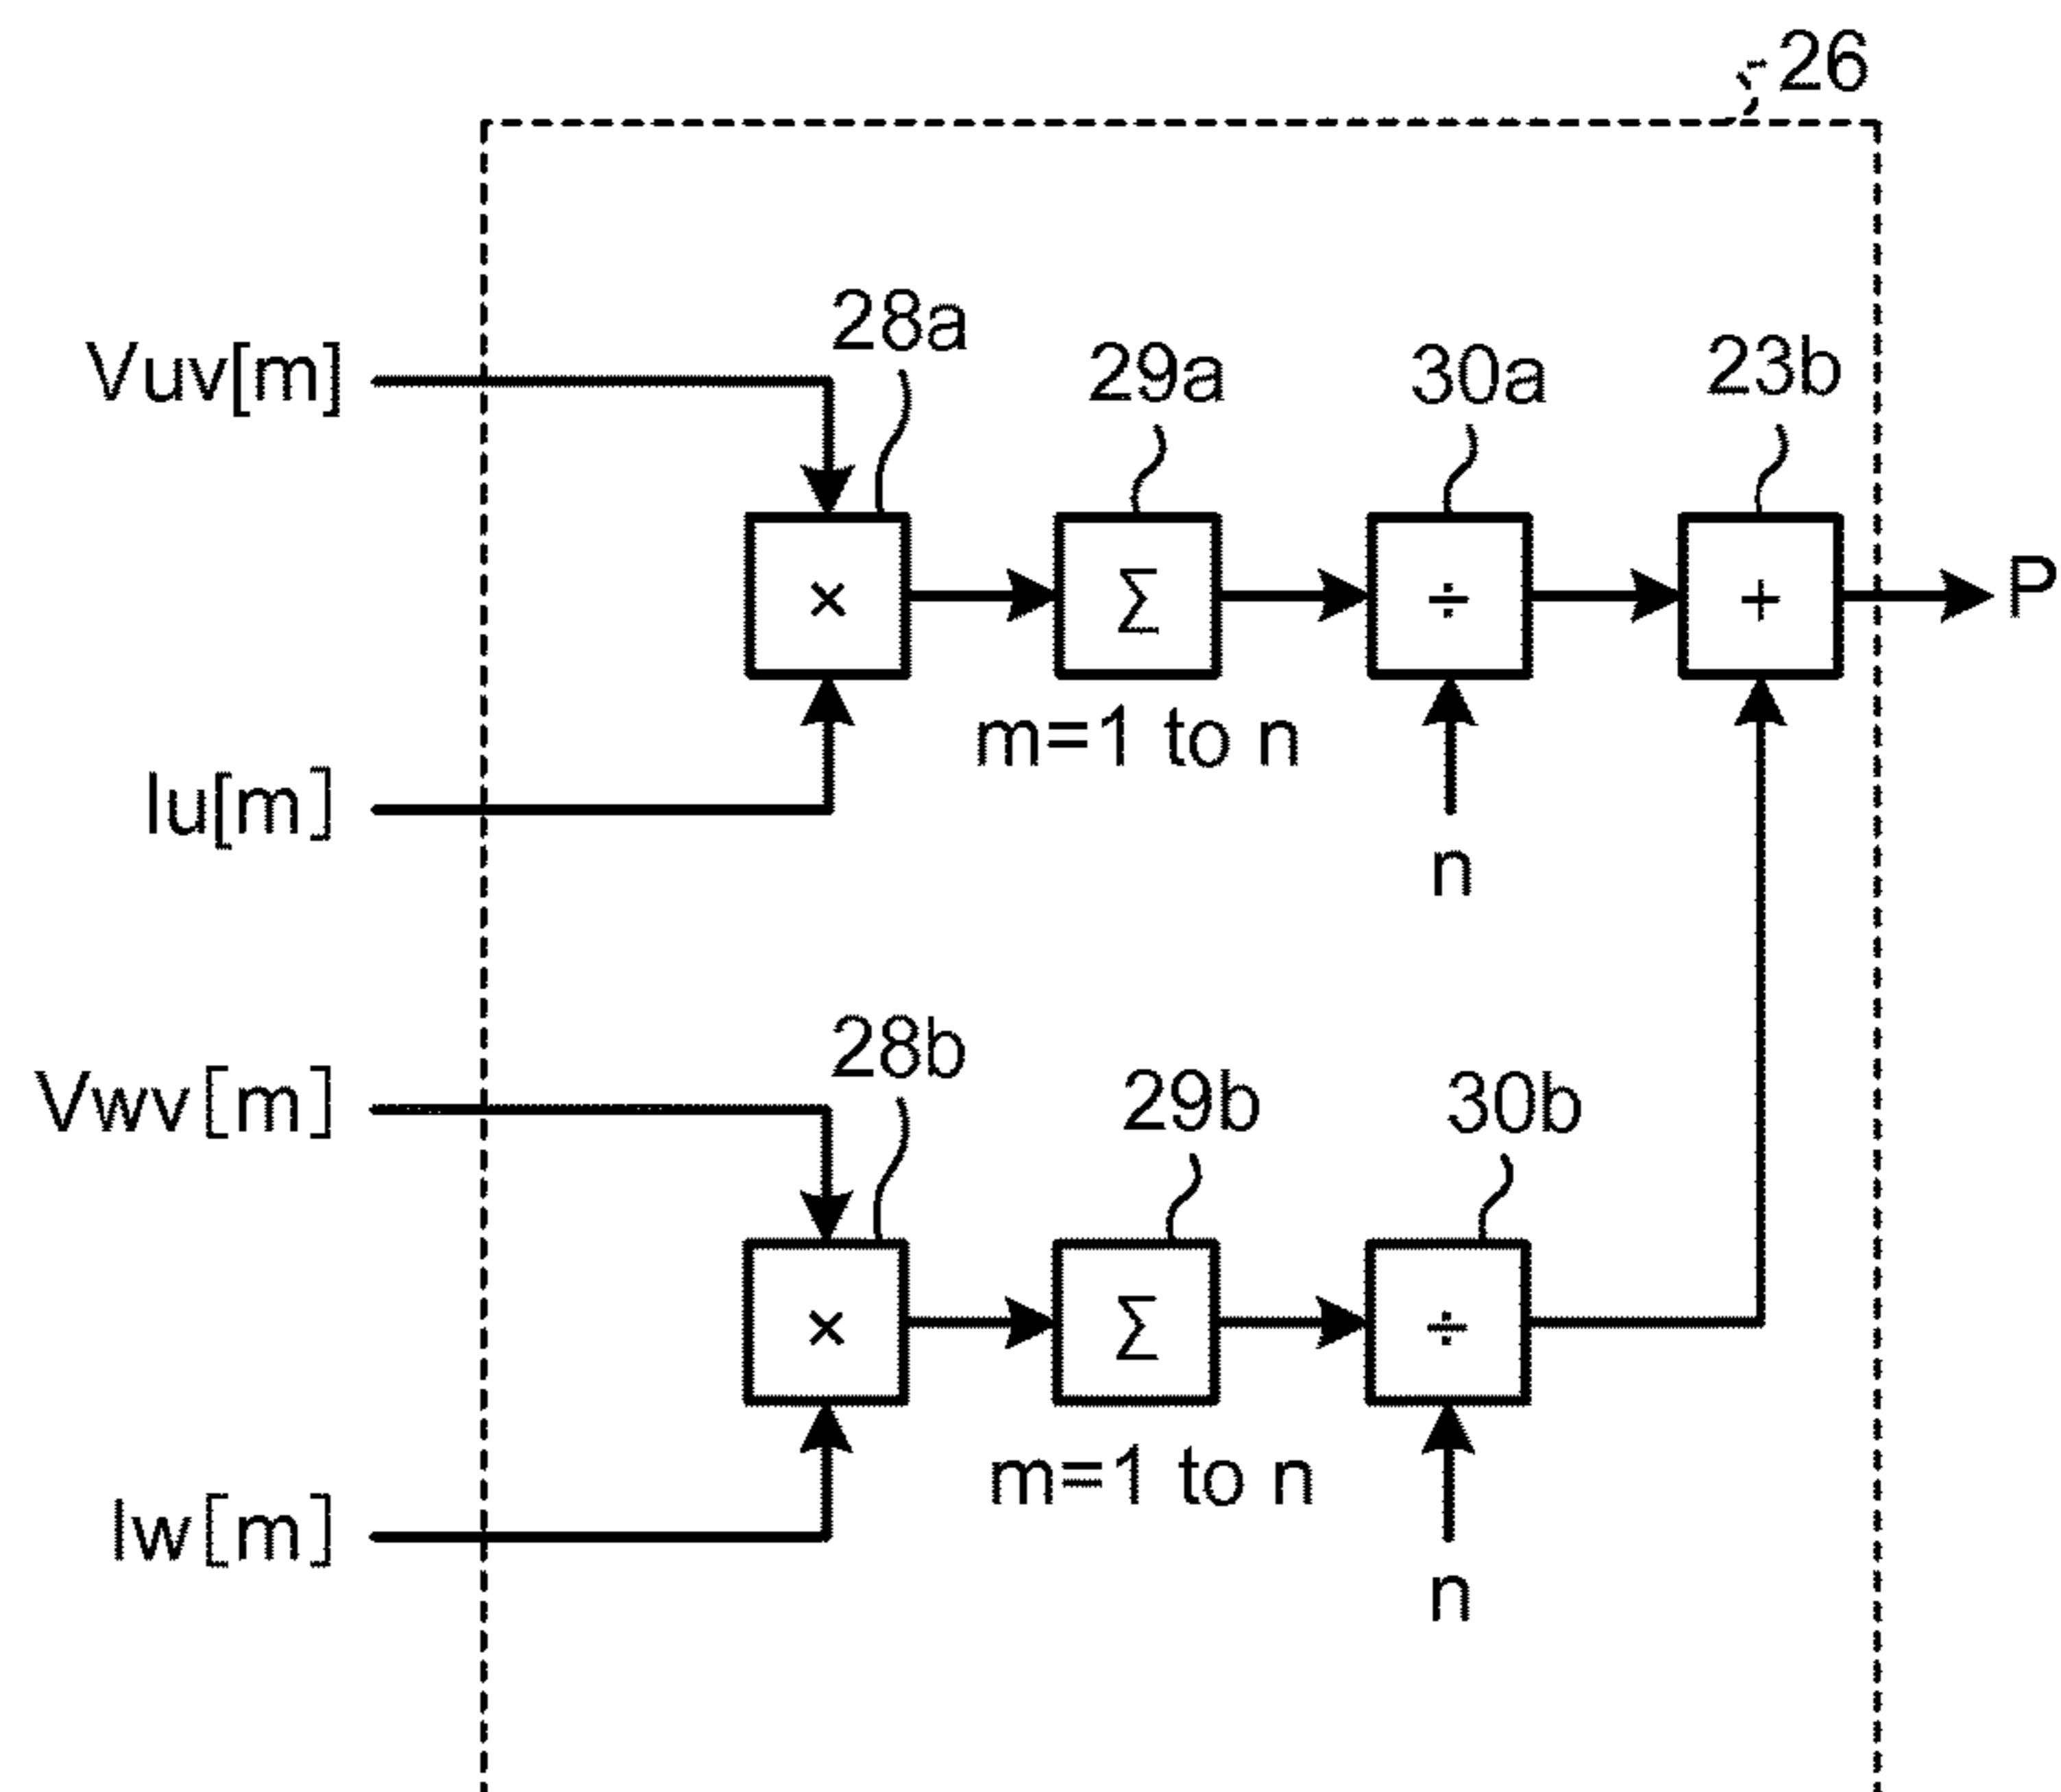 26
28a
Vuv[m]
29a
30a
23b
×
Σ
÷
+
P
m=1 to n
Iu[m]
n
28b
Vwv[m]
29b
30b
×
Σ
÷
m=1 to n
Iw[m]
n